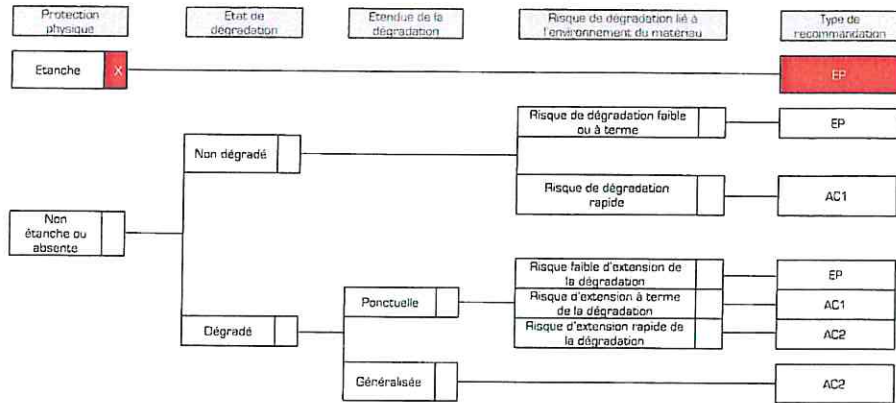 Protection
physique
Etat de
dégradation
Etendue de la
dégradation
Risque de dégradation lié à
l'environnement du matériau
Type de
recommandation
Etanche
X
EP
Risque de dégradation faible
ou à terme
EP
Non dégradé
Risque de dégradation
rapide
AC1
Non
étanche ou
absente
Risque faible d'extension de
la dégradation
EP
Ponctuelle
Risque d'extension à terme
de la dégradation
AC1
Dégradé
Risque d'extension rapide de
la dégradation
AC2
Généralisée
AC2